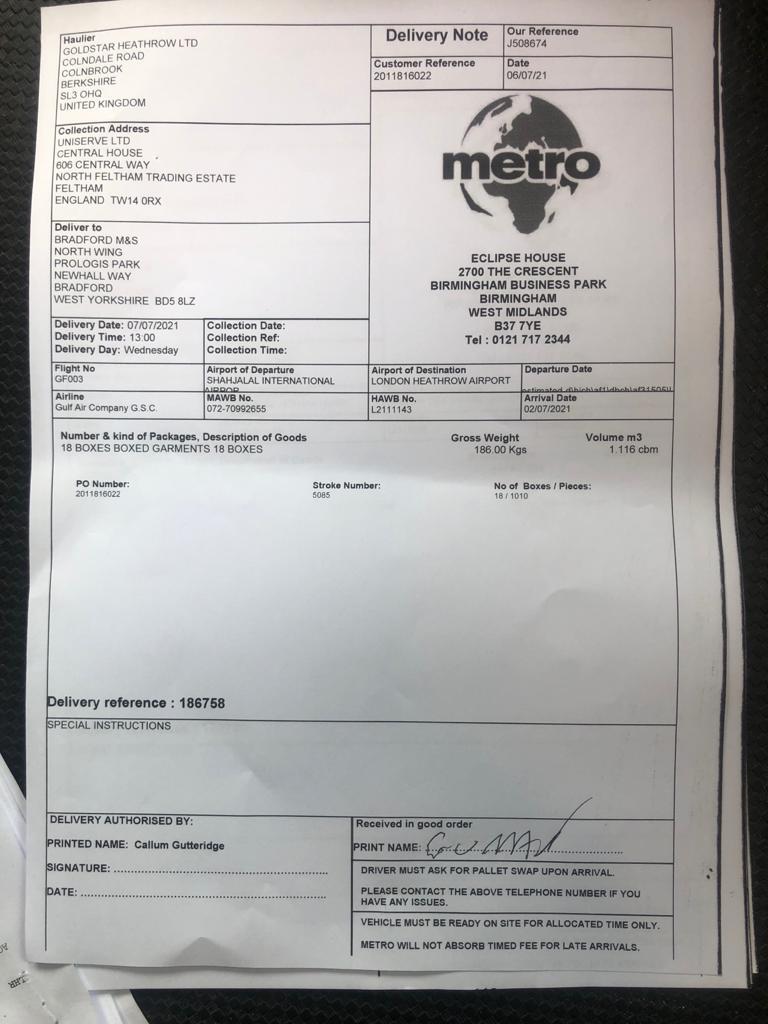 Haulier
GOLDSTAR HEATHROW LTD
COLNDALE ROAD
COLNBROOK
BERKSHIRE
SL3 OHQ
UNITED KINGDOM
Delivery Note
Our Reference
J508674
Customer Reference
2011816022
Date
06/07/21
Collection Address
UNISERVE LTD
CENTRAL HOUSE
606 CENTRAL WAY
NORTH FELTHAM TRADING ESTATE
FELTHAM
ENGLAND TW14 0RX
metro
ECLIPSE HOUSE
2700 THE CRESCENT
BIRMINGHAM BUSINESS PARK
BIRMINGHAM
WEST MIDLANDS
B37 7YE
Tel : 0121 717 2344
Deliver to
BRADFORD M&S
NORTH WING
PROLOGIS PARK
NEWHALL WAY
BRADFORD
WEST YORKSHIRE BD5 8LZ
Delivery Date: 07/07/2021
Delivery Time: 13:00
Delivery Day: Wednesday
Collection Date:
Collection Ref:
Collection Time:
Flight No
GF003
Airport of Departure
SHAHJALAL INTERNATIONAL
Airport of Destination
LONDON HEATHROW AIRPORT
Departure Date
Airline
Gulf Air Company G.S.C.
MAWB No.
072-70992655
HAWB No.
L2111143
Arrival Date
02/07/2021
Number & kind of Packages, Description of Goods
18 BOXES BOXED GARMENTS 18 BOXES
Gross Weight
186.00 Kgs
Volume m3
1.116 cbm
PO Number:
2011816022
Stroke Number:
5085
No of Boxes / Pieces:
18 / 1010
Delivery reference : 186758
SPECIAL INSTRUCTIONS
DELIVERY AUTHORISED BY:
PRINTED NAME: Callum Gutteridge
SIGNATURE:
DATE:
Received in good order
PRINT NAME:
DRIVER MUST ASK FOR PALLET SWAP UPON ARRIVAL.
PLEASE CONTACT THE ABOVE TELEPHONE NUMBER IF YOU
HAVE ANY ISSUES.
VEHICLE MUST BE READY ON SITE FOR ALLOCATED TIME ONLY.
METRO WILL NOT ABSORB TIMED FEE FOR LATE ARRIVALS.
LHR